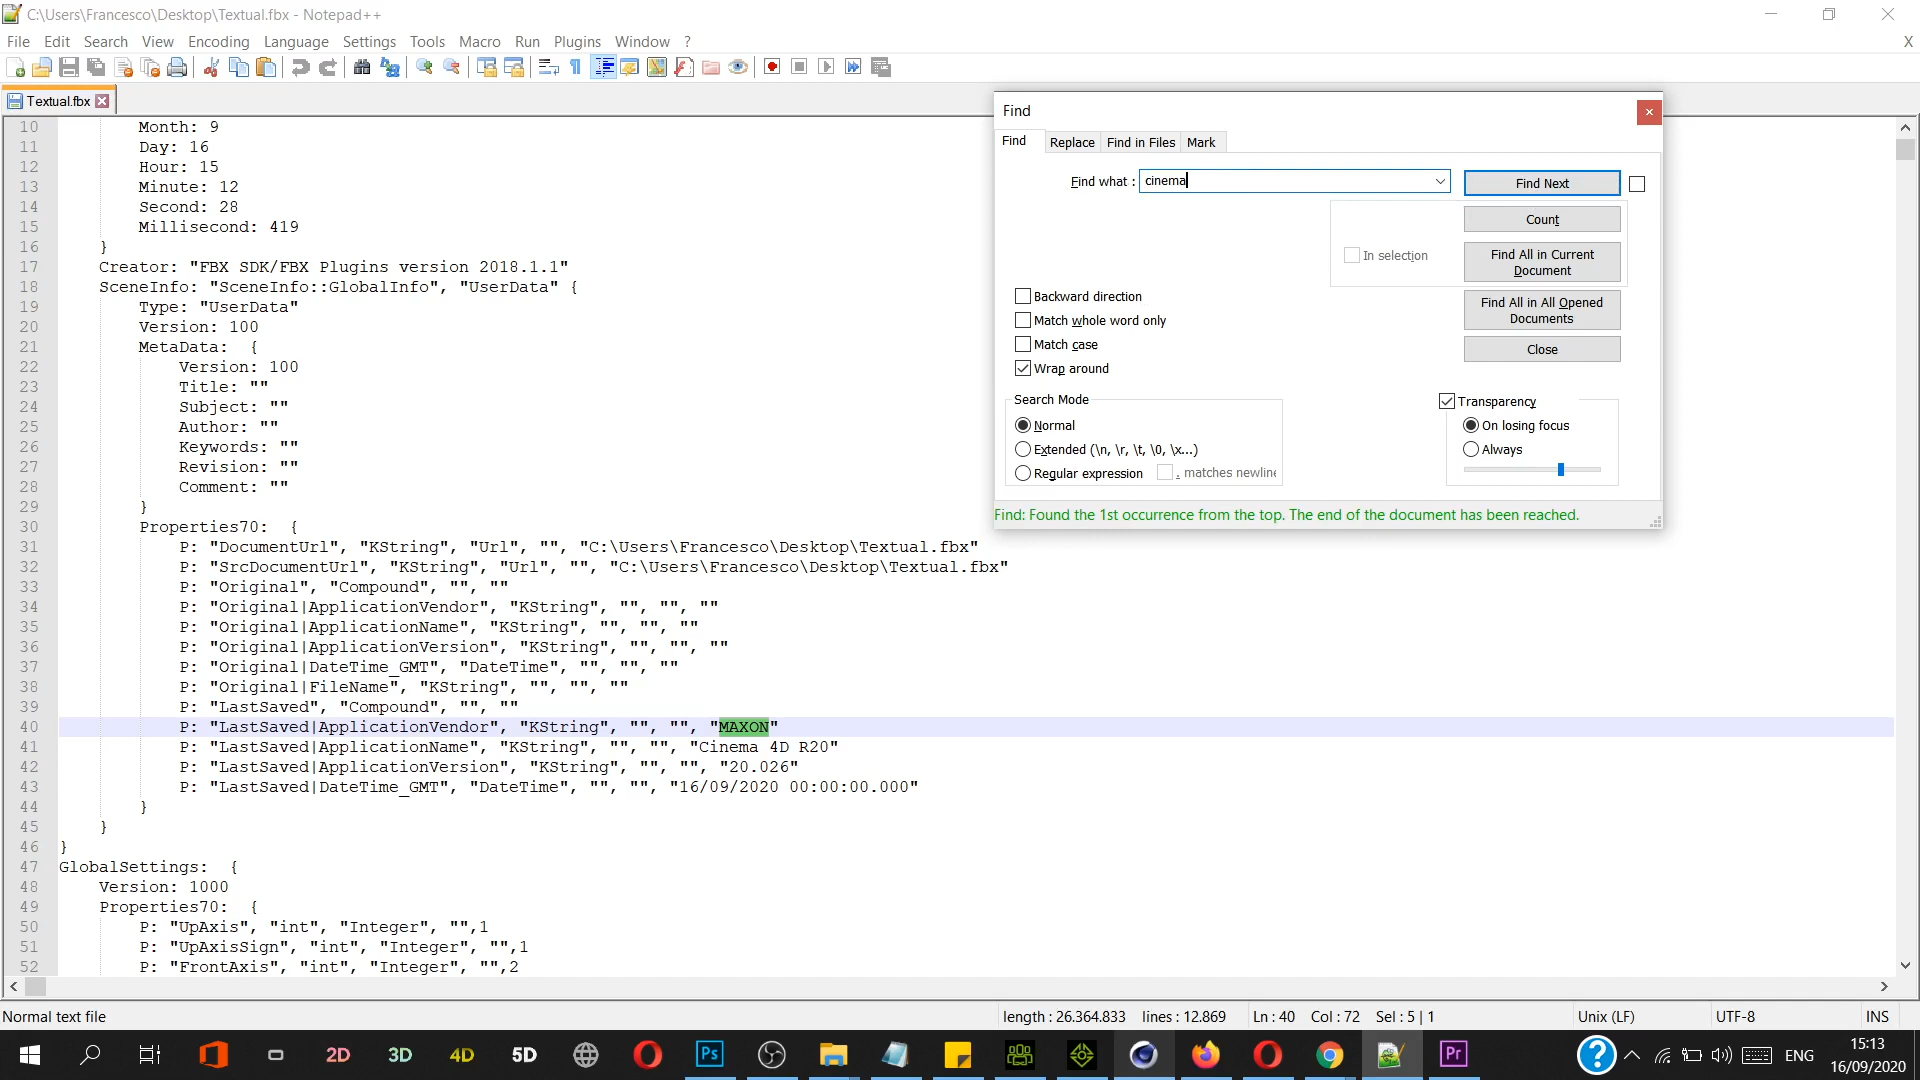 C:\Users\Francesco\Desktop\Textual.fbx - Notepad++
File Edit Search View Encoding Language Settings Tools Macro Run Plugins Window ? X
Textual.fbx
10 Month: 9
11 Day: 16
12 Hour: 15
13 Minute: 12
14 Second: 28
15 Millisecond: 419
16 }
17 Creator: "FBX SDK/FBX Plugins version 2018.1.1"
18 SceneInfo: "SceneInfo::GlobalInfo", "UserData" {
19 Type: "UserData"
20 Version: 100
21 MetaData: {
22 Version: 100
23 Title: ""
24 Subject: ""
25 Author: ""
26 Keywords: ""
27 Revision: ""
28 Comment: ""
29 }
30 Properties70: {
31 P: "DocumentUrl", "KString", "Url", "", "C:\Users\Francesco\Desktop\Textual.fbx"
32 P: "SrcDocumentUrl", "KString", "Url", "", "C:\Users\Francesco\Desktop\Textual.fbx"
33 P: "Original", "Compound", "", ""
34 P: "Original|ApplicationVendor", "KString", "", "", ""
35 P: "Original|ApplicationName", "KString", "", "", ""
36 P: "Original|ApplicationVersion", "KString", "", "", ""
37 P: "Original|DateTime_GMT", "DateTime", "", "", ""
38 P: "Original|FileName", "KString", "", "", ""
39 P: "LastSaved", "Compound", "", ""
40 P: "LastSaved|ApplicationVendor", "KString", "", "", "MAXON"
41 P: "LastSaved|ApplicationName", "KString", "", "", "Cinema 4D R20"
42 P: "LastSaved|ApplicationVersion", "KString", "", "", "20.026"
43 P: "LastSaved|DateTime_GMT", "DateTime", "", "", "16/09/2020 00:00:00.000"
44 }
45 }
46 }
47 GlobalSettings: {
48 Version: 1000
49 Properties70: {
50 P: "UpAxis", "int", "Integer", "",1
51 P: "UpAxisSign", "int", "Integer", "",1
52 P: "FrontAxis", "int", "Integer", "",2
Find
Find Replace Find in Files Mark
Find what : cinema
Find Next
Count
In selection
Find All in Current
Document
Find All in All Opened
Documents
Close
Backward direction
Match whole word only
Match case
Wrap around
Search Mode
Normal
Extended (\n, \r, \t, \0, \x...)
Regular expression . matches newline
Transparency
On losing focus
Always
Find: Found the 1st occurrence from the top. The end of the document has been reached.
Normal text file length : 26.364.833 lines : 12.869 Ln : 40 Col : 72 Sel : 5 | 1 Unix (LF) UTF-8 INS
2D 3D 4D 5D Ps Pr ? ENG
15:13
16/09/2020